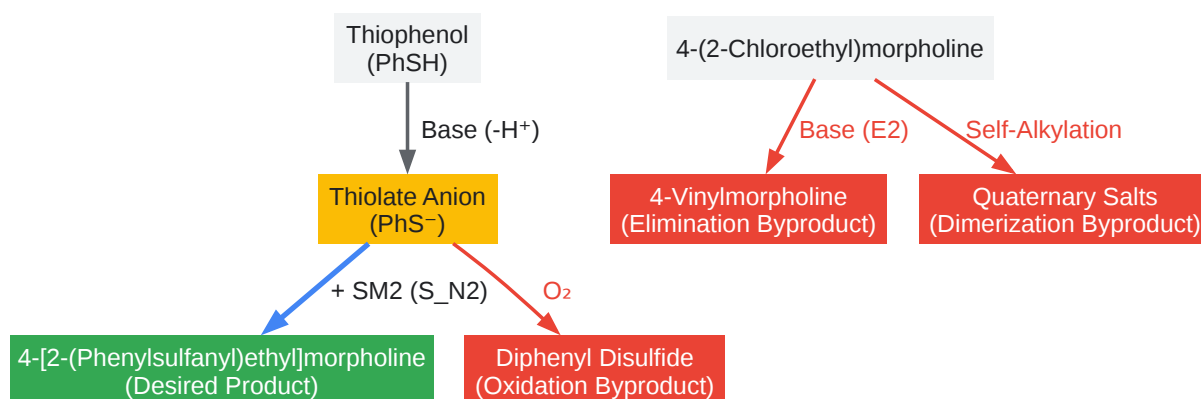 Thiophenol
(PhSH)
4-(2-Chloroethyl)morpholine
Base (-H⁺)
Base (E2)
Self-Alkylation
Thiolate Anion
(PhS⁻)
4-Vinylmorpholine
(Elimination Byproduct)
Quaternary Salts
(Dimerization Byproduct)
+ SM2 (S_N2)
O₂
4-[2-(Phenylsulfanyl)ethyl]morpholine
(Desired Product)
Diphenyl Disulfide
(Oxidation Byproduct)